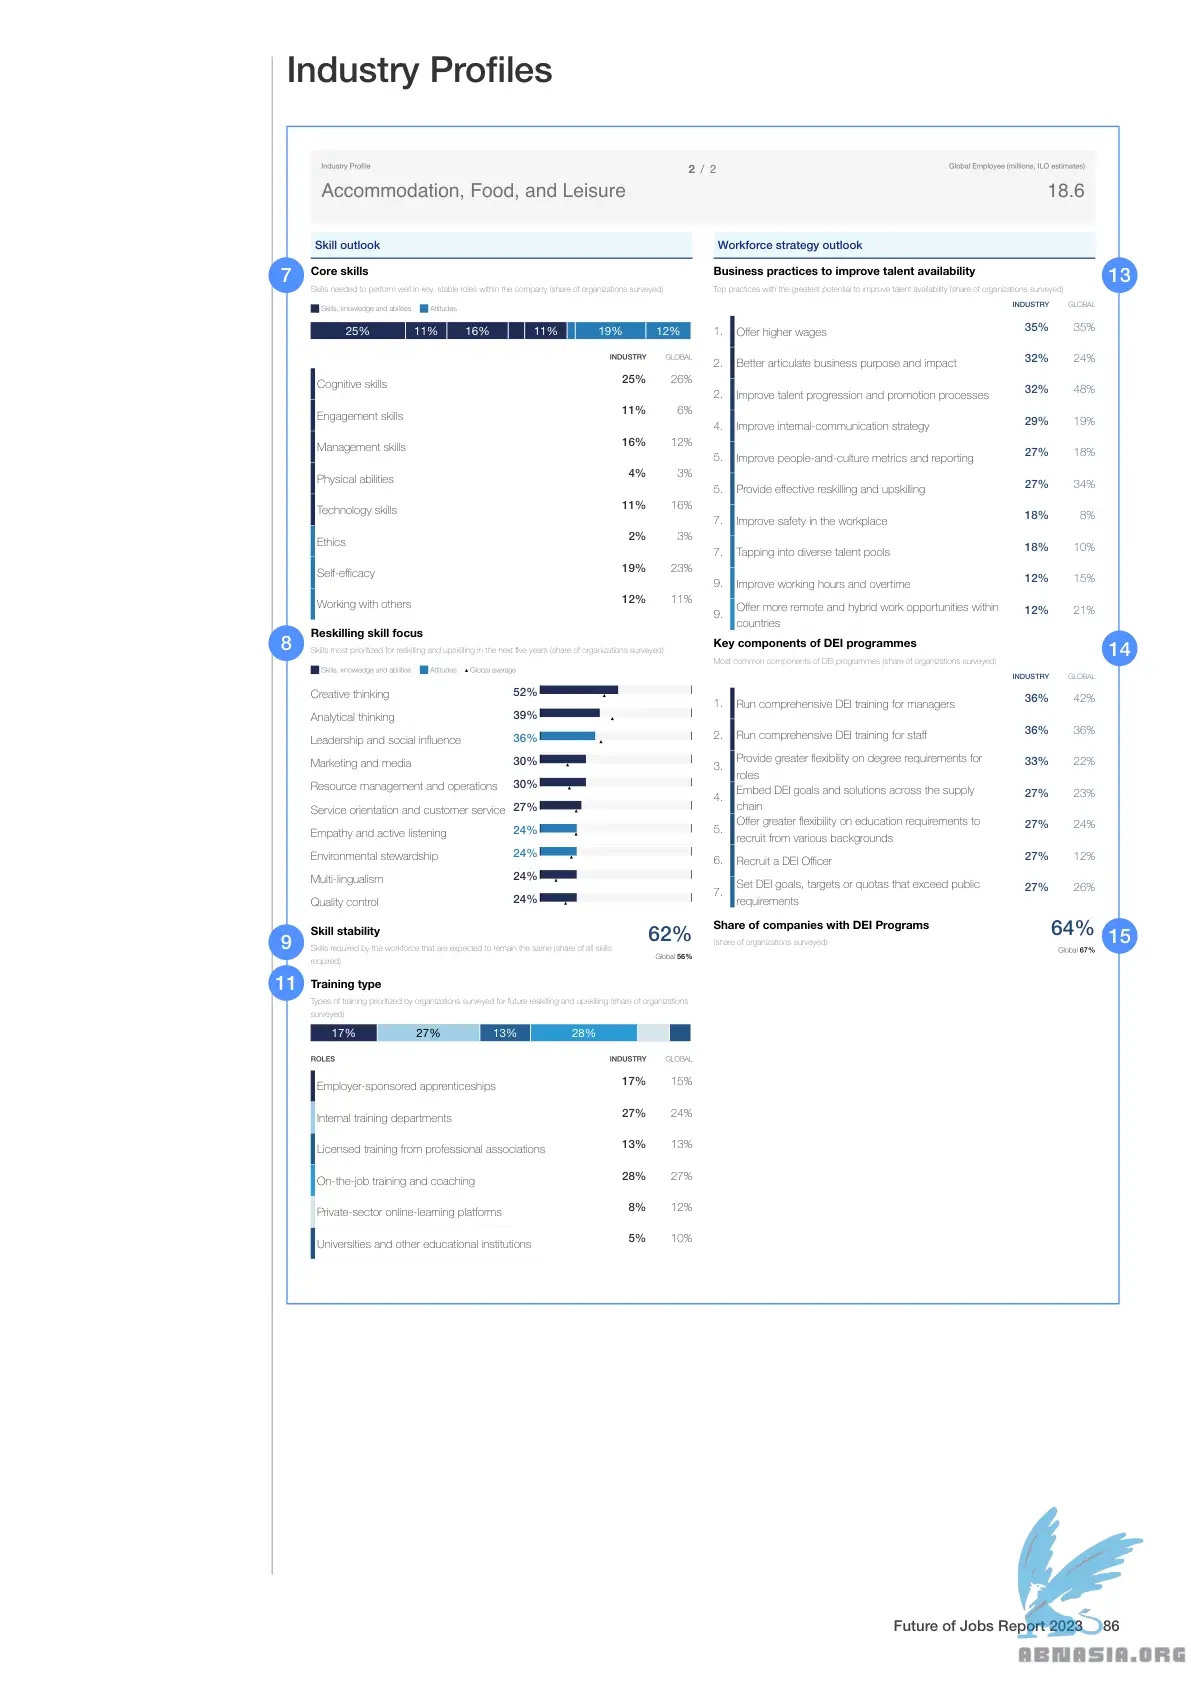 Industry Profiles
Industry Profile
2 / 2
Global Employee (millions, ILO estimates)
Accommodation, Food, and Leisure
18.6
Skill outlook
7
Core skills
Skills needed to perform well in key, stable roles within the company (share of organizations surveyed)
Skills, knowledge and abilities Attitudes
25% 11% 16% 11% 19% 12%
INDUSTRY GLOBAL
Cognitive skills 25% 26%
Engagement skills 11% 6%
Management skills 16% 12%
Physical abilities 4% 3%
Technology skills 11% 16%
Ethics 2% 3%
Self-efficacy 19% 23%
Working with others 12% 11%
8
Reskilling skill focus
Skills most prioritized for reskilling and upskilling in the next five years (share of organizations surveyed)
Skills, knowledge and abilities Attitudes Global average
Creative thinking 52%
Analytical thinking 39%
Leadership and social influence 36%
Marketing and media 30%
Resource management and operations 30%
Service orientation and customer service 27%
Empathy and active listening 24%
Environmental stewardship 24%
Multi-lingualism 24%
Quality control 24%
9
Skill stability 62%
Skills required by the workforce that are expected to remain the same (share of all skills
required)
Global 56%
11
Training type
Types of training prioritized by organizations surveyed for future reskilling and upskilling (share of organizations
surveyed)
17% 27% 13% 28%
ROLES INDUSTRY GLOBAL
Employer-sponsored apprenticeships 17% 15%
Internal training departments 27% 24%
Licensed training from professional associations 13% 13%
On-the-job training and coaching 28% 27%
Private-sector online-learning platforms 8% 12%
Universities and other educational institutions 5% 10%
Workforce strategy outlook
13
Business practices to improve talent availability
Top practices with the greatest potential to improve talent availability (share of organizations surveyed)
INDUSTRY GLOBAL
1. Offer higher wages 35% 35%
2. Better articulate business purpose and impact 32% 24%
2. Improve talent progression and promotion processes 32% 48%
4. Improve internal-communication strategy 29% 19%
5. Improve people-and-culture metrics and reporting 27% 18%
5. Provide effective reskilling and upskilling 27% 34%
7. Improve safety in the workplace 18% 8%
7. Tapping into diverse talent pools 18% 10%
9. Improve working hours and overtime 12% 15%
9. Offer more remote and hybrid work opportunities within
countries 12% 21%
14
Key components of DEI programmes
Most common components of DEI programmes (share of organizations surveyed)
INDUSTRY GLOBAL
1. Run comprehensive DEI training for managers 36% 42%
2. Run comprehensive DEI training for staff 36% 36%
3. Provide greater flexibility on degree requirements for
roles 33% 22%
4. Embed DEI goals and solutions across the supply
chain 27% 23%
5. Offer greater flexibility on education requirements to
recruit from various backgrounds 27% 24%
6. Recruit a DEI Officer 27% 12%
7. Set DEI goals, targets or quotas that exceed public
requirements 27% 26%
15
Share of companies with DEI Programs 64%
(share of organizations surveyed)
Global 67%
Future of Jobs Report 2023 86
ABNASIA.ORG